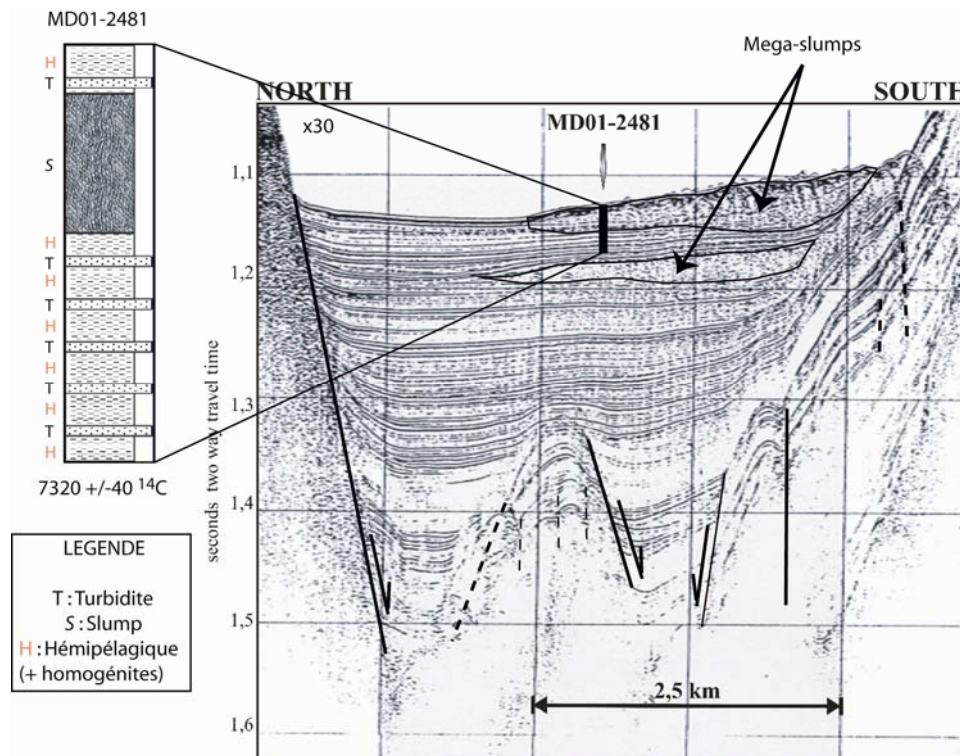 MD01-2481
H
T
S
H
T
H
T
H
T
H
T
H
T
H
7320 +/-40 ¹⁴C
LEGENDE
T : Turbidite
S : Slump
H : Hémipélagique
(+ homogénites)
Mega-slumps
NORTH
SOUTH
x30
MD01-2481
seconds two way travel time
1,1
1,2
1,3
1,4
1,5
1,6
2,5 km